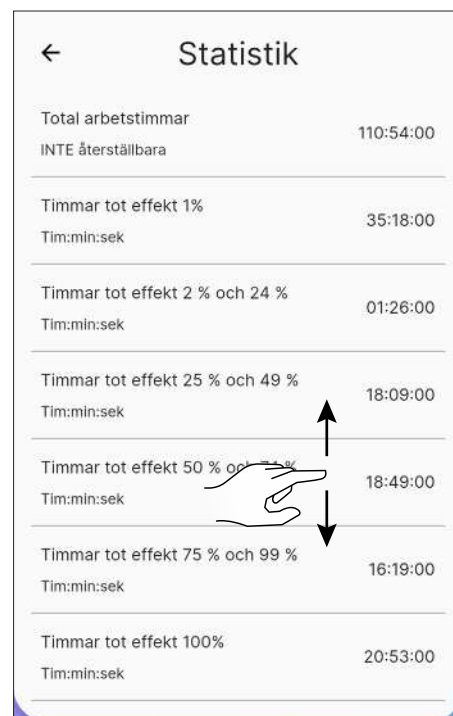 Statistik
Total arbetstimmar
110:54:00
INTE återställbara
Timmar tot effekt 1%
35:18:00
Tim:min:sek
Timmar tot effekt 2 % och 24 %
01:26:00
Tim:min:sek
Timmar tot effekt 25 % och 49 %
18:09:00
Tim:min:sek
Timmar tot effekt 50 % och 74 %
18:49:00
Tim:min:sek
Timmar tot effekt 75 % och 99 %
16:19:00
Tim:min:sek
Timmar tot effekt 100%
20:53:00
Tim:min:sek